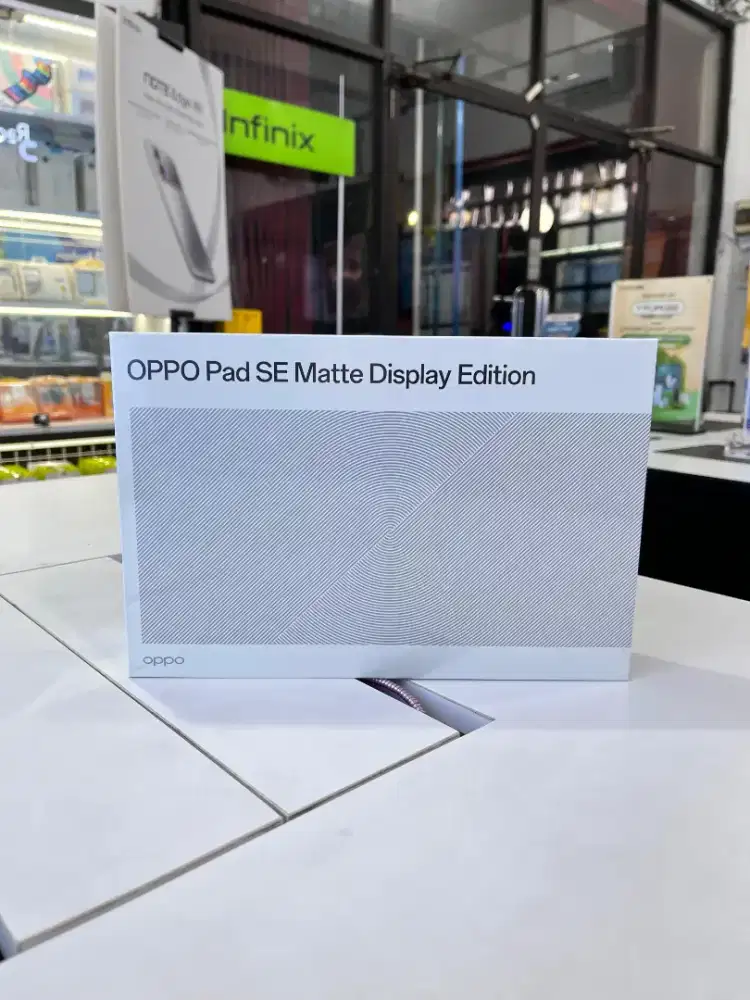 infinix
OPPO Pad SE Matte Display Edition
oppo